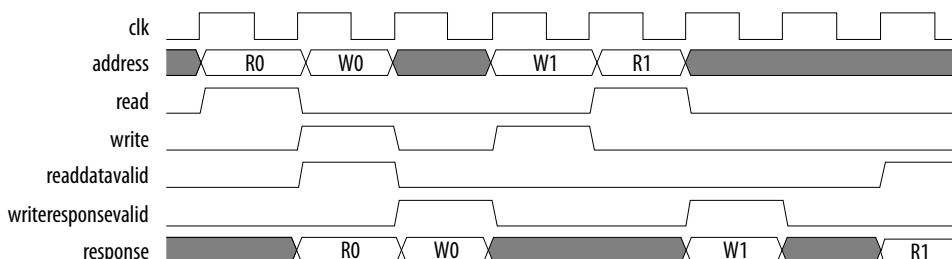 clk
address R0 W0 W1 R1
read
write
readdatavalid
writeresponsevalid
response R0 W0 W1 R1